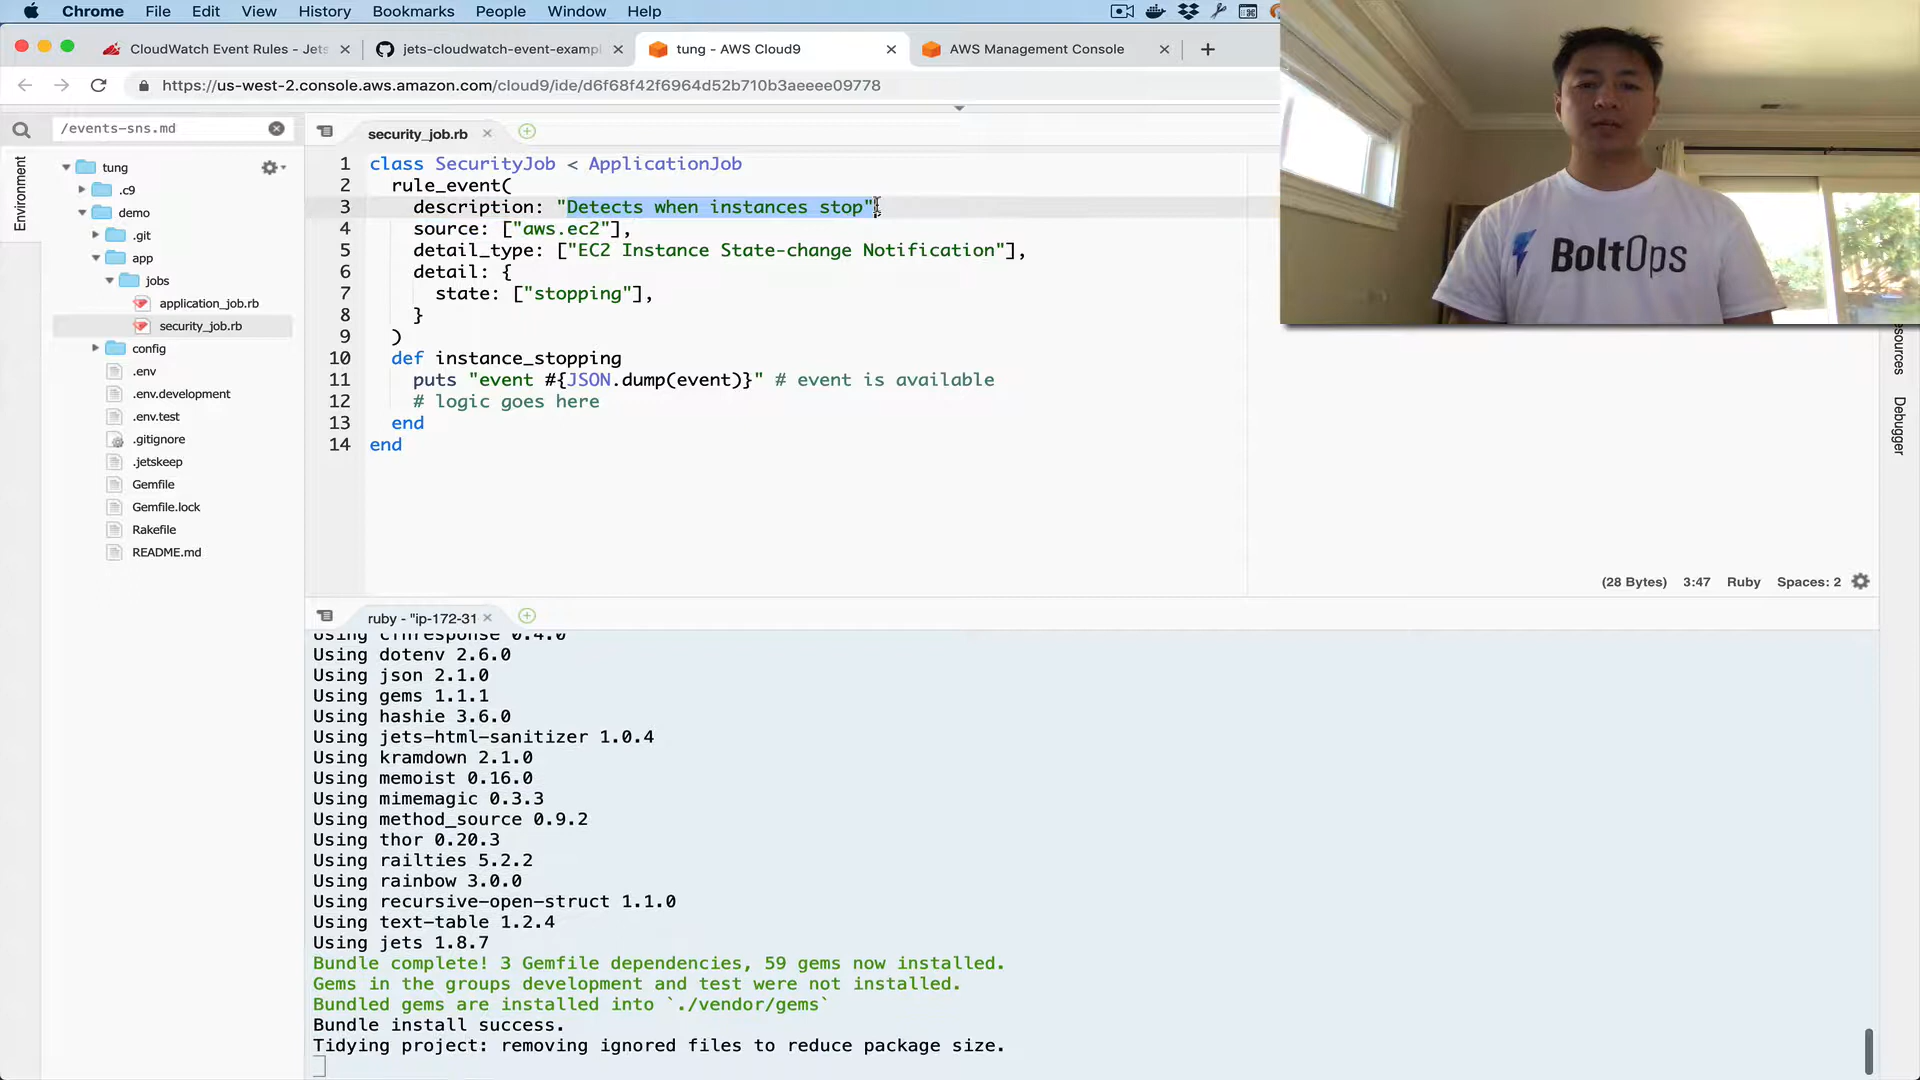 Chrome File Edit View History Bookmarks People Window Help
CloudWatch Event Rules - Jets
jets-cloudwatch-event-exampl
tung - AWS Cloud9
AWS Management Console
https://us-west-2.console.aws.amazon.com/cloud9/ide/d6f68f42f6964d52b710b3aeeee09778
/events-sns.md
Environment
tung
.c9
demo
.git
app
jobs
application_job.rb
security_job.rb
config
.env
.env.development
.env.test
.gitignore
.jetskeep
Gemfile
Gemfile.lock
Rakefile
README.md
security_job.rb
1 class SecurityJob < ApplicationJob
2 rule_event(
3 description: "Detects when instances stop",
4 source: ["aws.ec2"],
5 detail_type: ["EC2 Instance State-change Notification"],
6 detail: {
7 state: ["stopping"],
8 }
9 )
10 def instance_stopping
11 puts "event #{JSON.dump(event)}" # event is available
12 # logic goes here
13 end
14 end
BoltOps
Debugger
(28 Bytes) 3:47 Ruby Spaces: 2
ruby - "ip-172-31
Using cfnresponse 0.4.0
Using dotenv 2.6.0
Using json 2.1.0
Using gems 1.1.1
Using hashie 3.6.0
Using jets-html-sanitizer 1.0.4
Using kramdown 2.1.0
Using memoist 0.16.0
Using mimemagic 0.3.3
Using method_source 0.9.2
Using thor 0.20.3
Using railties 5.2.2
Using rainbow 3.0.0
Using recursive-open-struct 1.1.0
Using text-table 1.2.4
Using jets 1.8.7
Bundle complete! 3 Gemfile dependencies, 59 gems now installed.
Gems in the groups development and test were not installed.
Bundled gems are installed into `./vendor/gems`
Bundle install success.
Tidying project: removing ignored files to reduce package size.